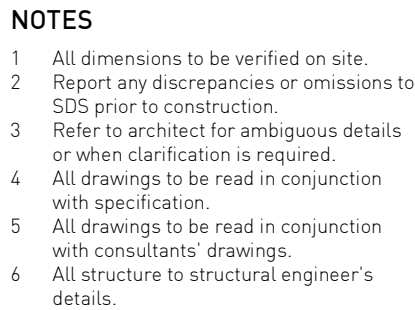 NOTES
1 All dimensions to be verified on site.
2 Report any discrepancies or omissions to
SDS prior to construction.
3 Refer to architect for ambiguous details
or when clarification is required.
4 All drawings to be read in conjunction
with specification.
5 All drawings to be read in conjunction
with consultants' drawings.
6 All structure to structural engineer's
details.